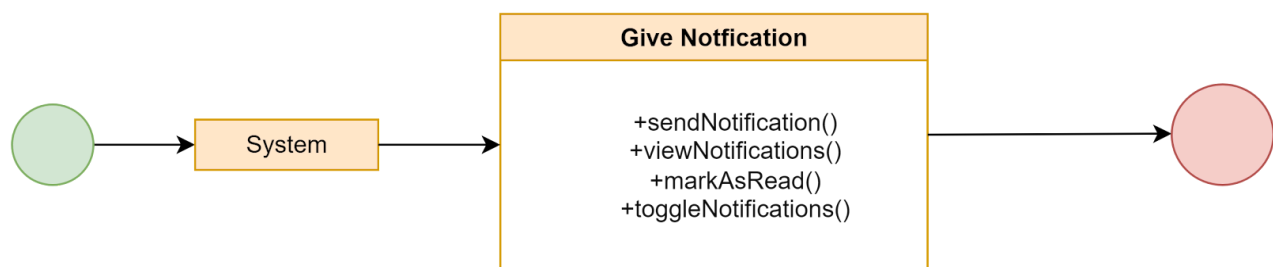 Give Notfication
System
+sendNotification()
+viewNotifications()
+markAsRead()
+toggleNotifications()